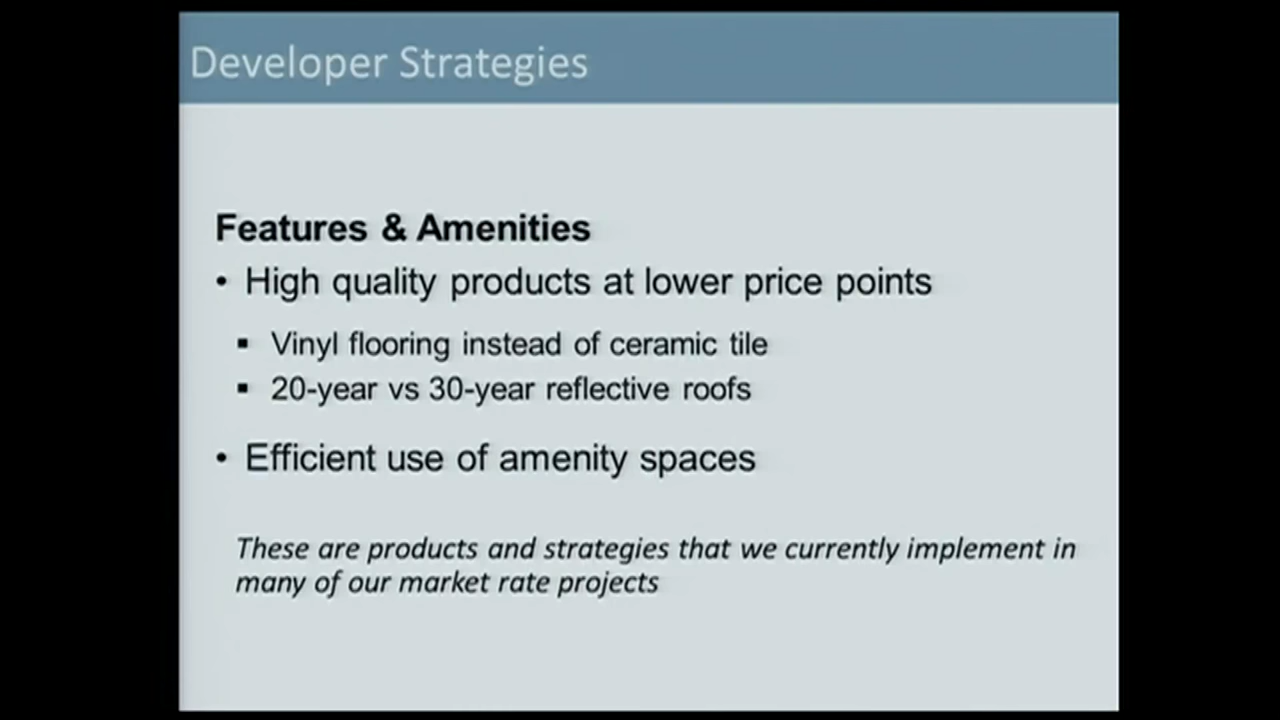 Developer Strategies
Features & Amenities
• High quality products at lower price points
▪ Vinyl flooring instead of ceramic tile
▪ 20-year vs 30-year reflective roofs
• Efficient use of amenity spaces
These are products and strategies that we currently implement in
many of our market rate projects